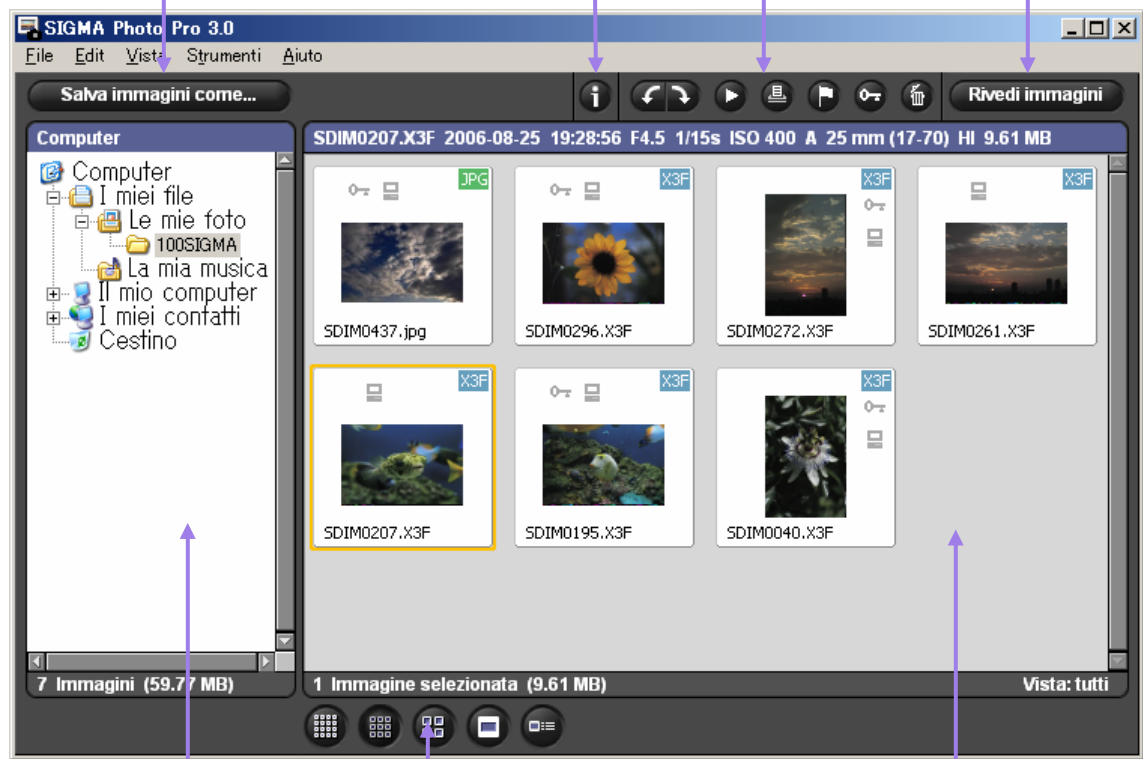 SIGMA Photo Pro 3.0
File Edit Vista Strumenti Aiuto
Salva immagini come...
Rivedi immagini
Computer
SDIM0207.X3F 2006-08-25 19:28:56 F4.5 1/15s ISO 400 A 25 mm (17-70) HI 9.61 MB
Computer
I miei file
Le mie foto
100SIGMA
La mia musica
Il mio computer
I miei contatti
Cestino
JPG
SDIM0437.jpg
X3F
SDIM0296.X3F
X3F
SDIM0272.X3F
X3F
SDIM0261.X3F
X3F
SDIM0207.X3F
X3F
SDIM0195.X3F
X3F
SDIM0040.X3F
7 Immagini (59.77 MB)
1 Immagine selezionata (9.61 MB)
Vista: tutti